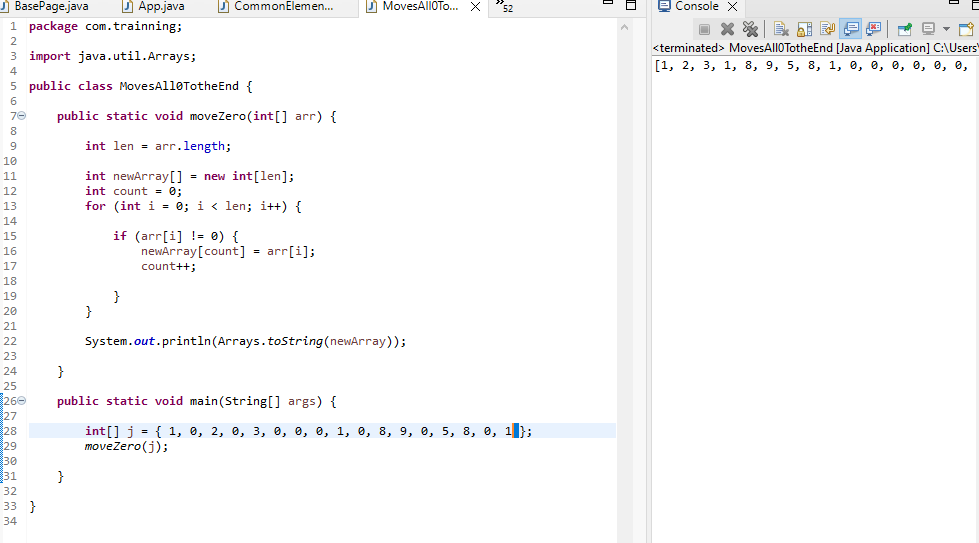 BasePage.java App.java CommonElemen... MovesAll0To... »52
1 package com.trainning;
2
3 import java.util.Arrays;
4
5 public class MovesAll0TotheEnd {
6
7 public static void moveZero(int[] arr) {
8
9 int len = arr.length;
10
11 int newArray[] = new int[len];
12 int count = 0;
13 for (int i = 0; i < len; i++) {
14
15 if (arr[i] != 0) {
16 newArray[count] = arr[i];
17 count++;
18
19 }
20 }
21
22 System.out.println(Arrays.toString(newArray));
23
24 }
25
26 public static void main(String[] args) {
27
28 int[] j = { 1, 0, 2, 0, 3, 0, 0, 0, 1, 0, 8, 9, 0, 5, 8, 0, 1 };
29 moveZero(j);
30
31 }
32
33 }
34
Console
<terminated> MovesAll0TotheEnd [Java Application] C:\Users\
[1, 2, 3, 1, 8, 9, 5, 8, 1, 0, 0, 0, 0, 0, 0,